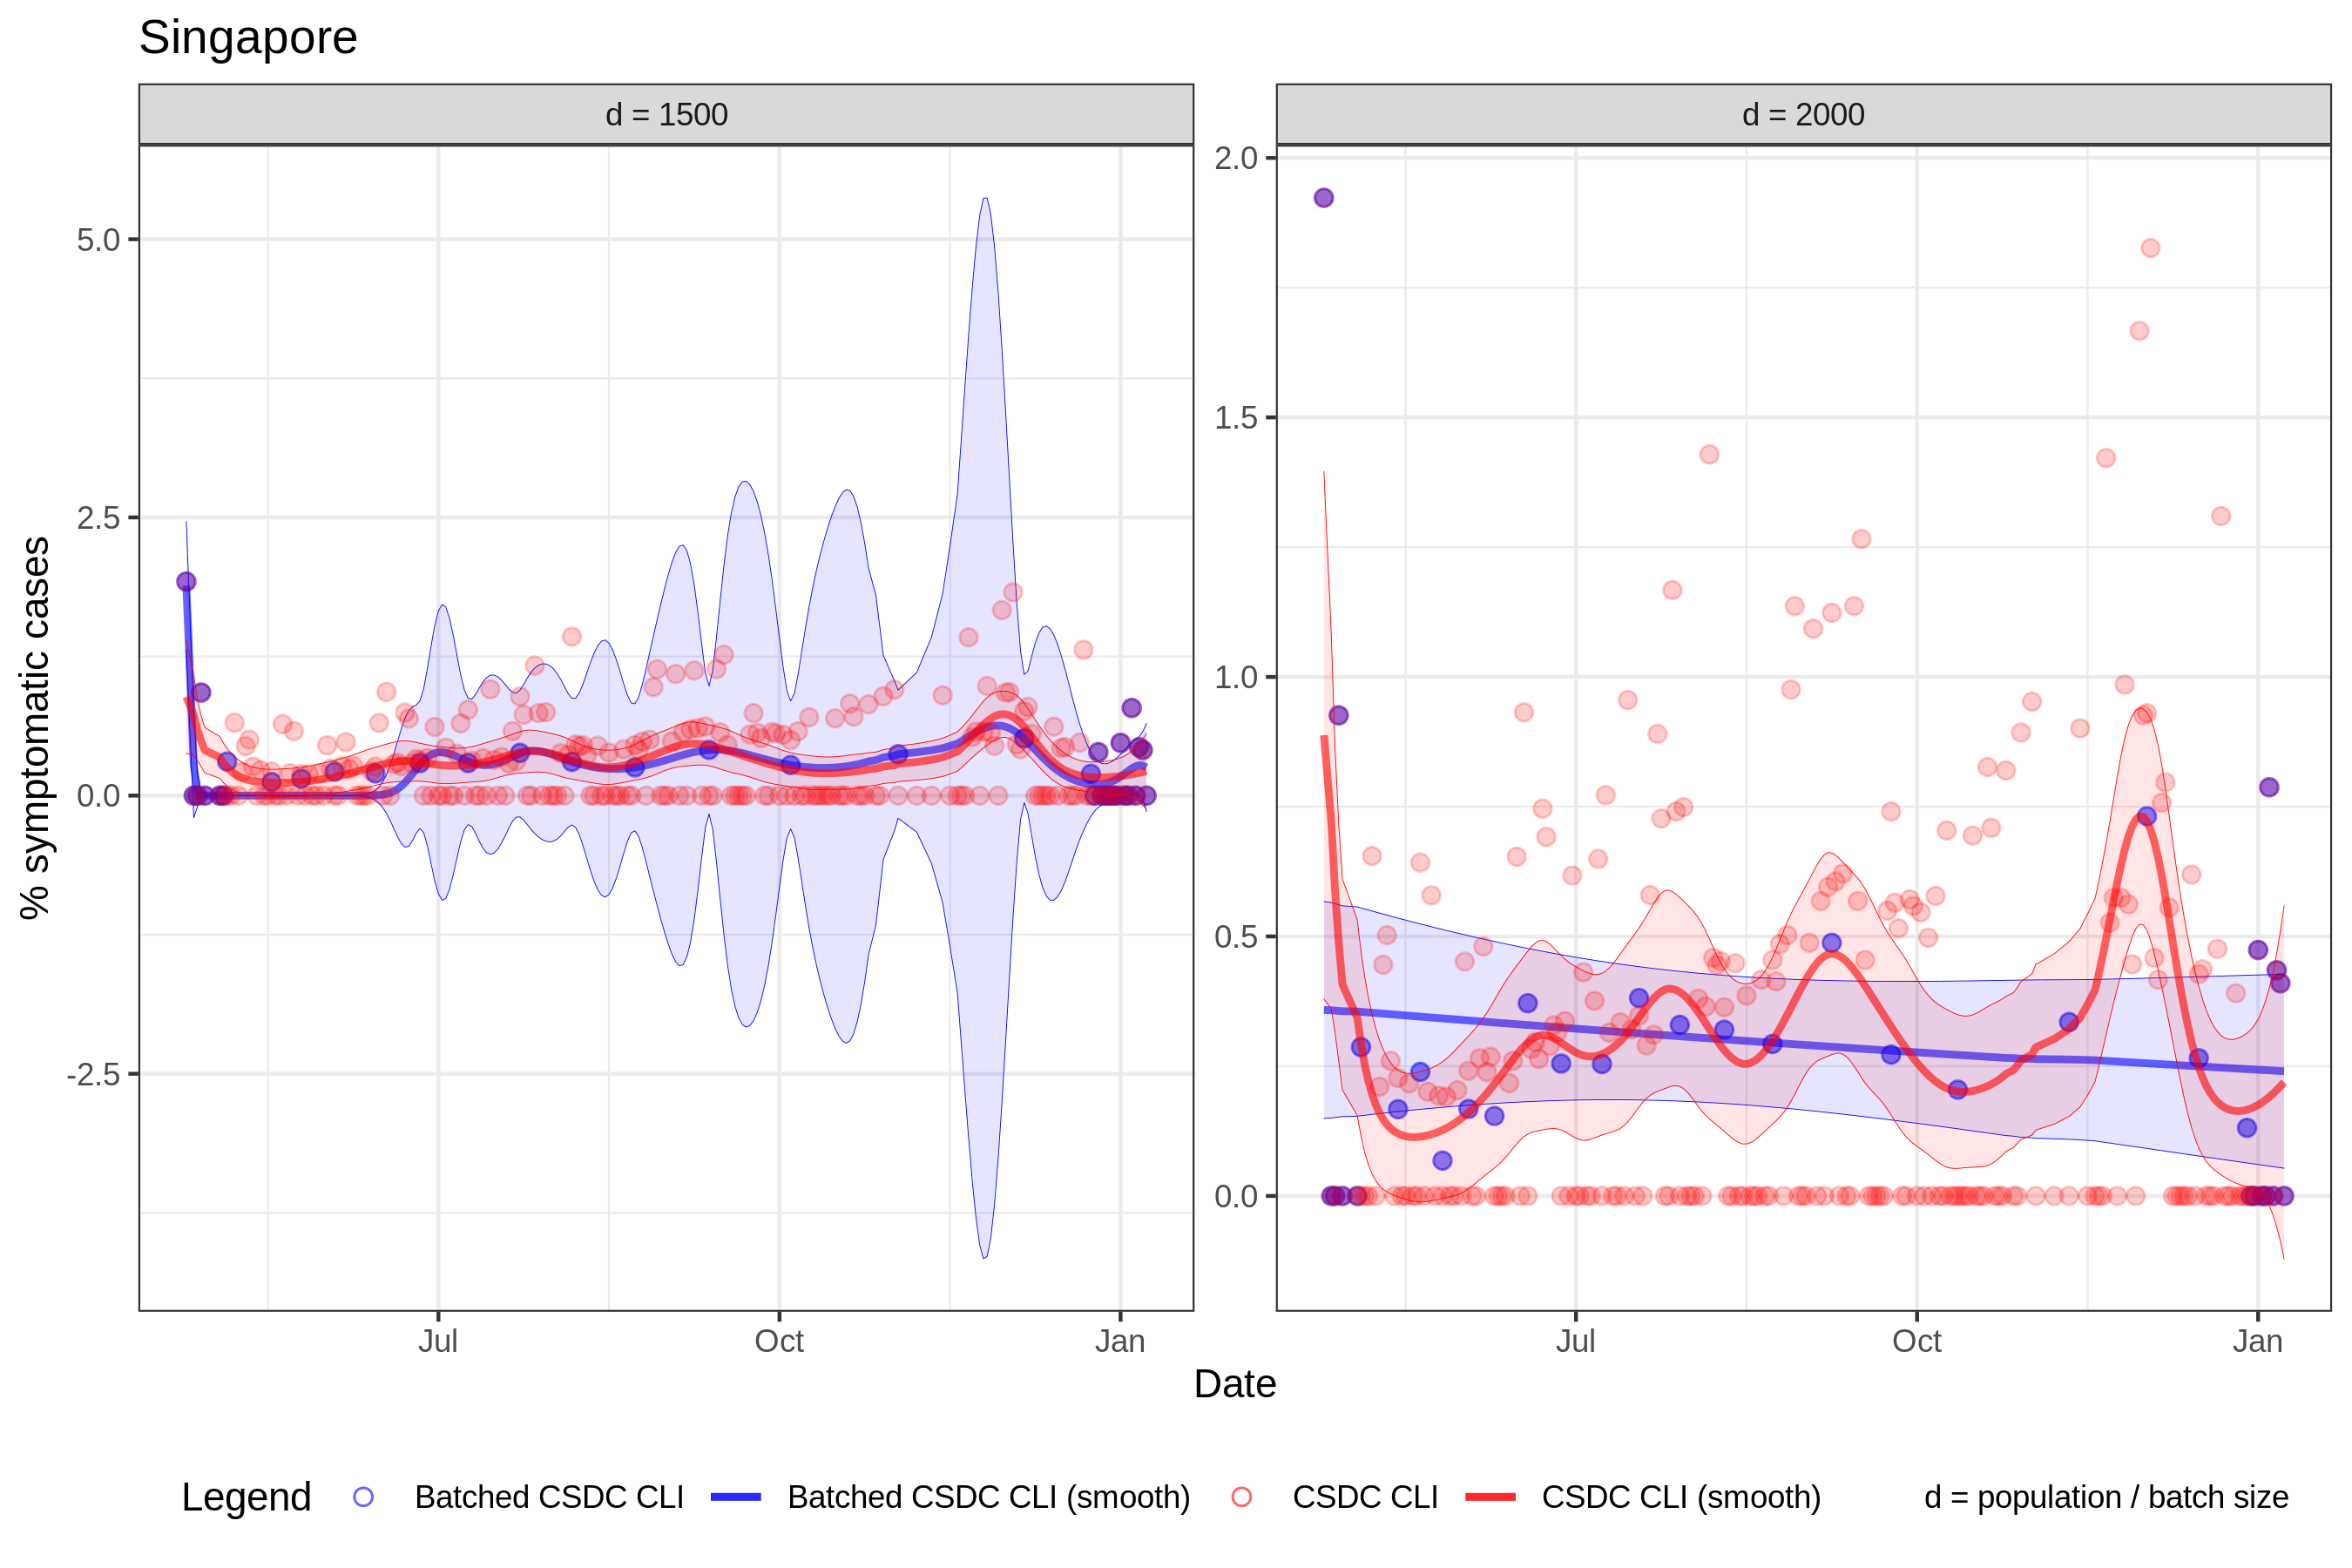 Singapore
d = 1500
d = 2000
% symptomatic cases
5.0
2.5
0.0
-2.5
2.0
1.5
1.0
0.5
0.0
Jul
Oct
Jan
Jul
Oct
Jan
Date
Legend
Batched CSDC CLI
Batched CSDC CLI (smooth)
CSDC CLI
CSDC CLI (smooth)
d = population / batch size